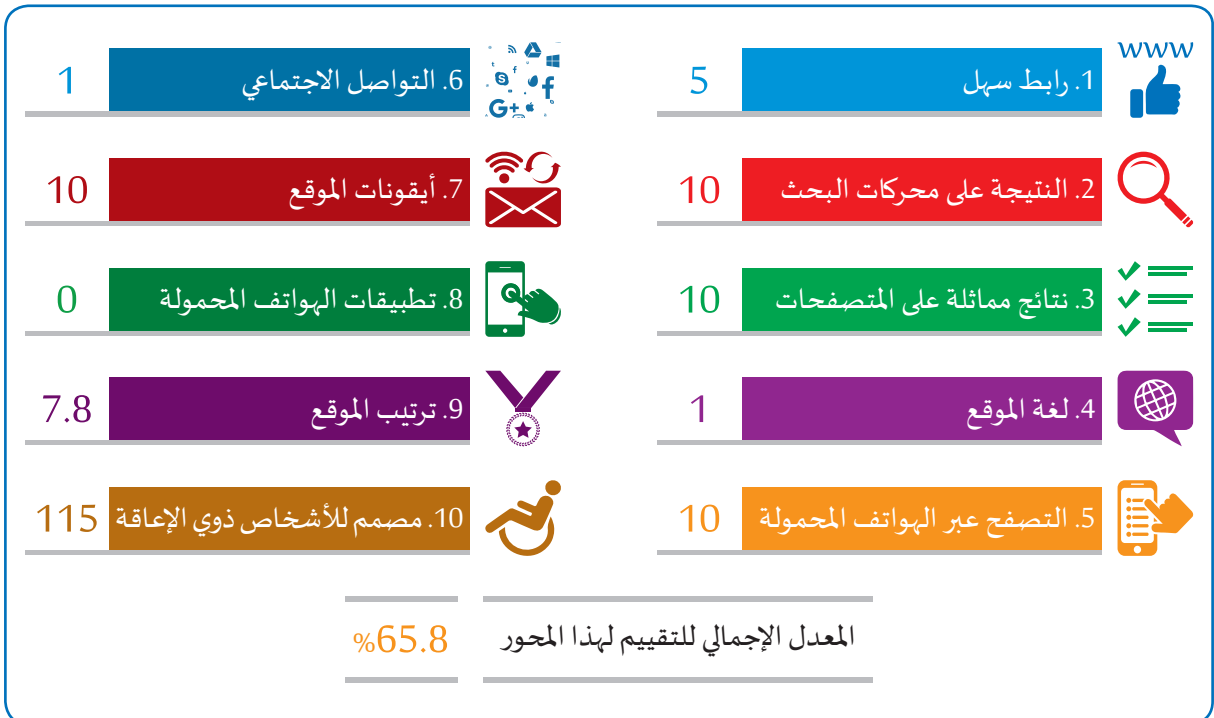 www
1. رابط سهل
5
2. النتيجة على محركات البحث
10
3. نتائج مماثلة على المتصفحات
10
4. لغة الموقع
1
5. التصفح عبر الهواتف المحمولة
10
6. التواصل الاجتماعي
1
7. أيقونات الموقع
10
8. تطبيقات الهواتف المحمولة
0
9. ترتيب الموقع
7.8
10. مصمم للأشخاص ذوي الإعاقة
115
المعدل الإجمالي للتقييم لهذا المحور
%65.8